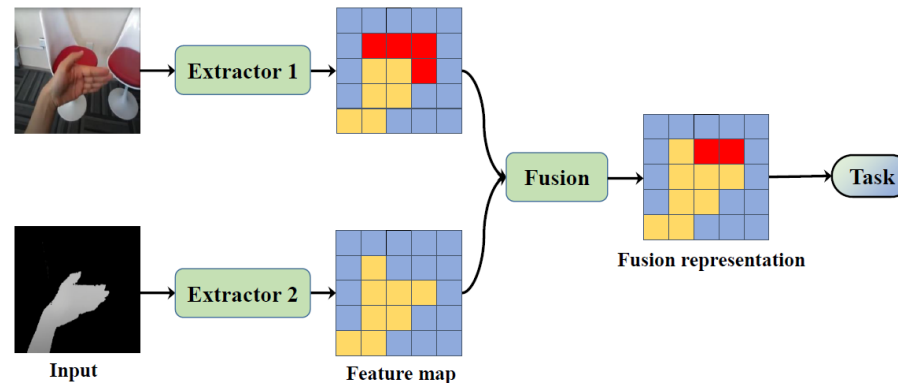 Extractor 1
Fusion
Task
Fusion representation
Extractor 2
Input
Feature map